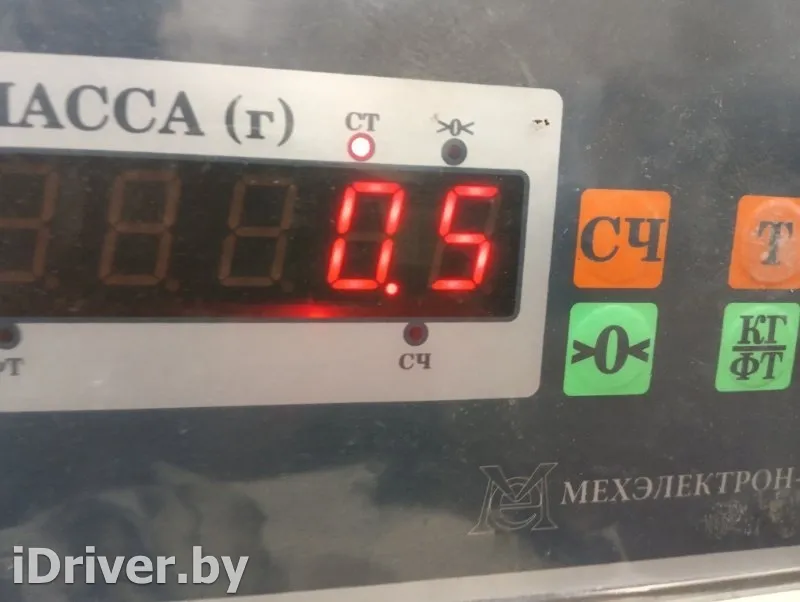 МАССА (г)
СТ
>0<
0.5
СЧ
Т
>0<
КГ
ФТ
ФТ
СЧ
МЕХЭЛЕКТРОН-
iDriver.by